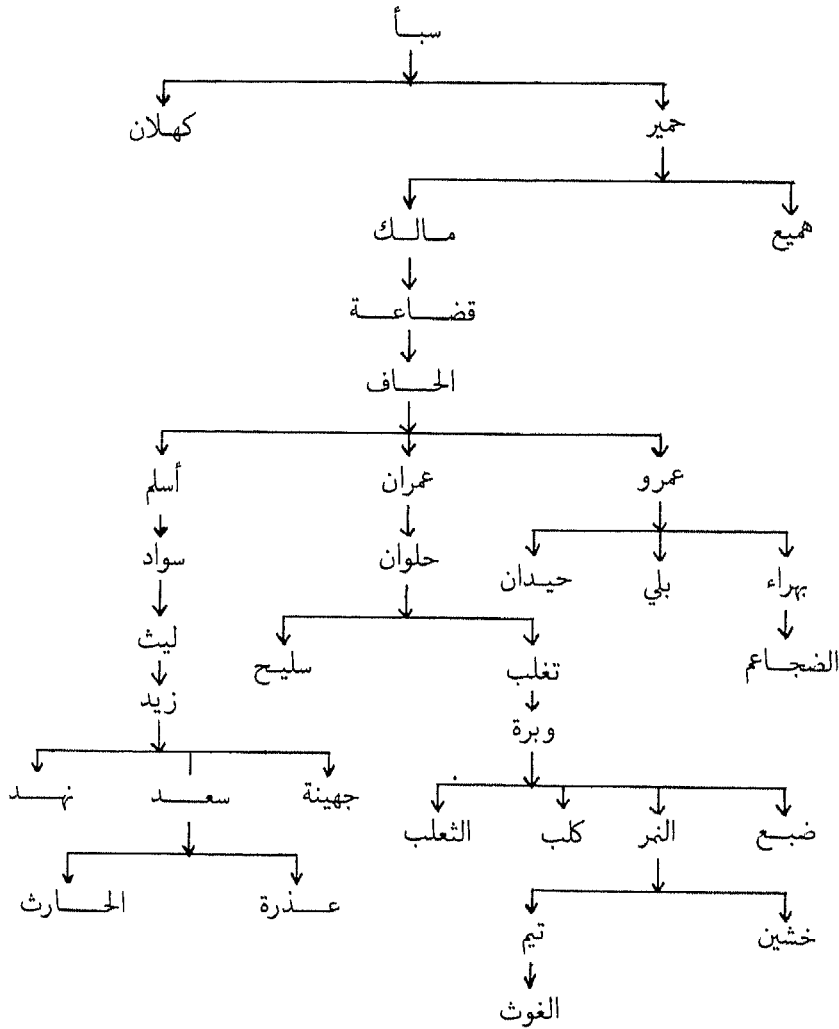 سبأ
حمير كهلان
هميع مالك
قضاعة
الحاف
عمرو عمران أسلم
بهراء بلي حيدان حلوان سواد
الضجاعم تغلب سليح ليث
وبرة زيد
جهينة سعد نهد
ضبع النمر كلب الثعلب
عذرة الحارث
خشين تيم
الغوث